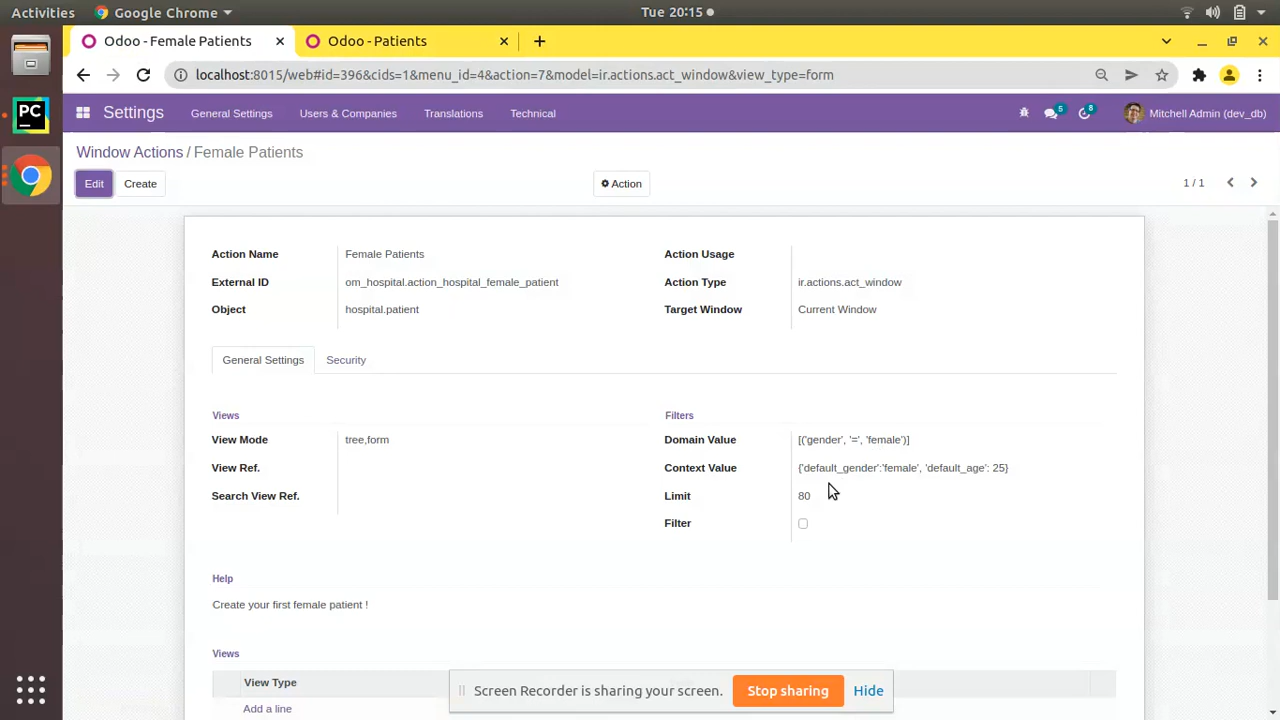 Activities Google Chrome Tue 20:15
Odoo - Female Patients Odoo - Patients
localhost:8015/web#id=396&cids=1&menu_id=4&action=7&model=ir.actions.act_window&view_type=form
Settings General Settings Users & Companies Translations Technical 5 8 Mitchell Admin (dev_db)
Window Actions / Female Patients
Edit Create Action 1 / 1
Action Name Female Patients Action Usage
External ID om_hospital.action_hospital_female_patient Action Type ir.actions.act_window
Object hospital.patient Target Window Current Window
General Settings Security
Views Filters
View Mode tree,form Domain Value [('gender', '=', 'female')]
View Ref. Context Value {'default_gender':'female', 'default_age': 25}
Search View Ref. Limit 80
Filter
Help
Create your first female patient !
Views
View Type
Add a line
Screen Recorder is sharing your screen. Stop sharing Hide
PC